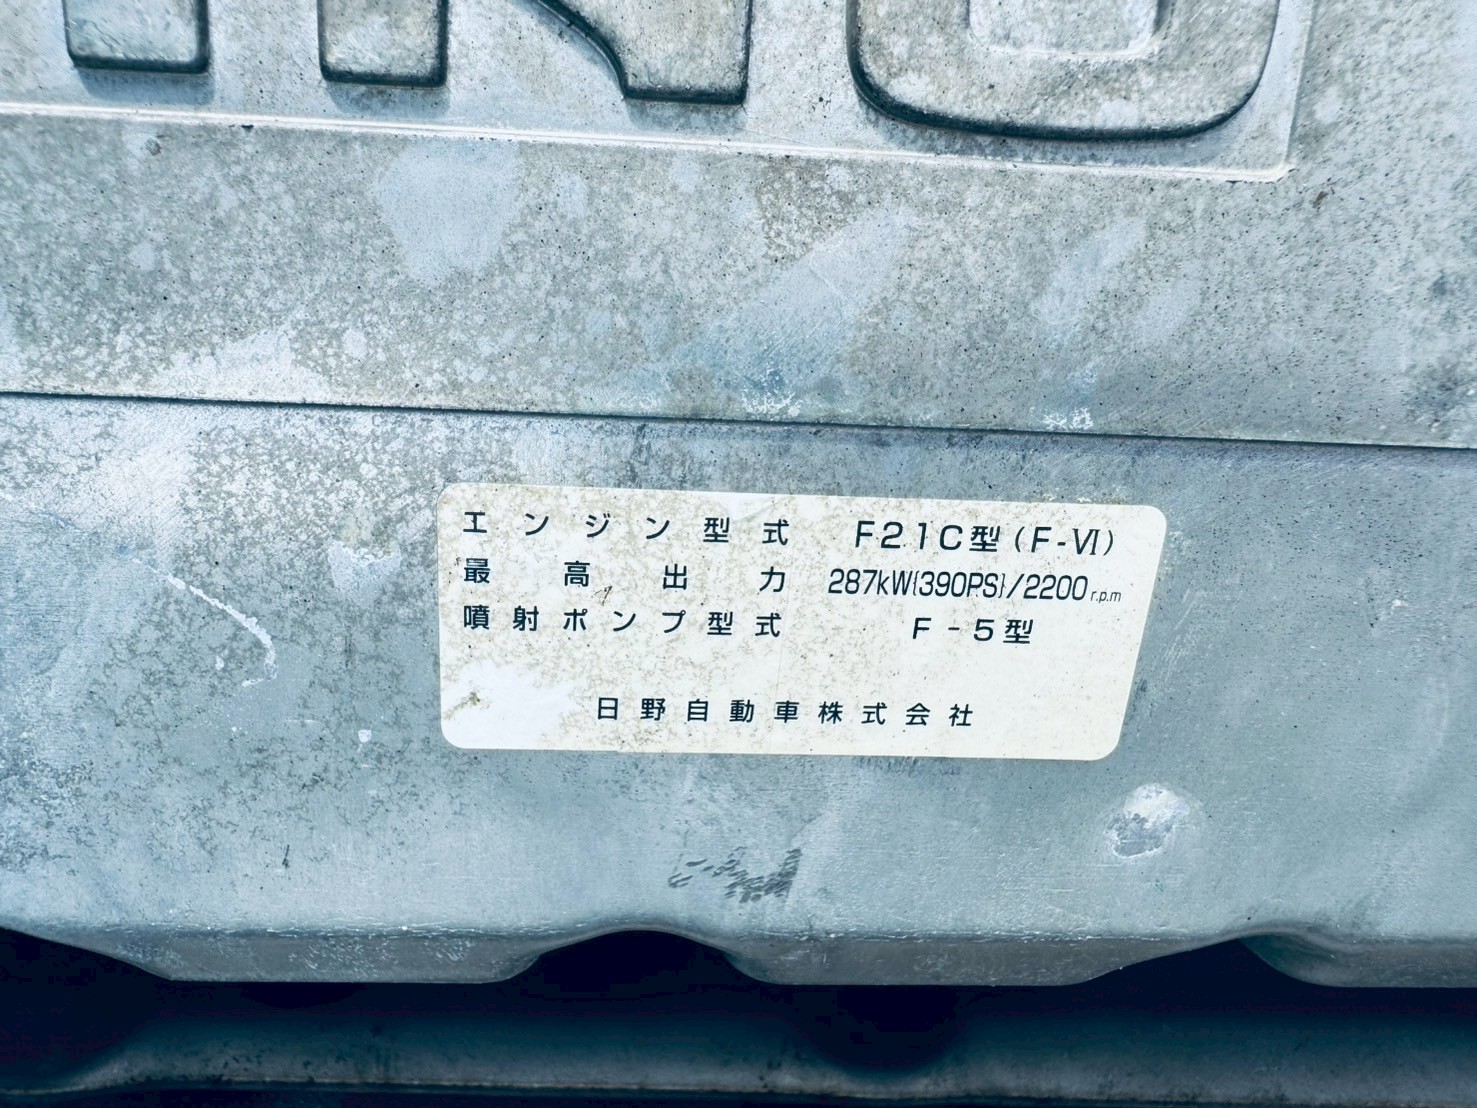 HINO
エンジン型式 F21C型(F-Ⅵ)
最高出力 287kW{390PS}/2200r.p.m
噴射ポンプ型式 F-5型
日野自動車株式会社